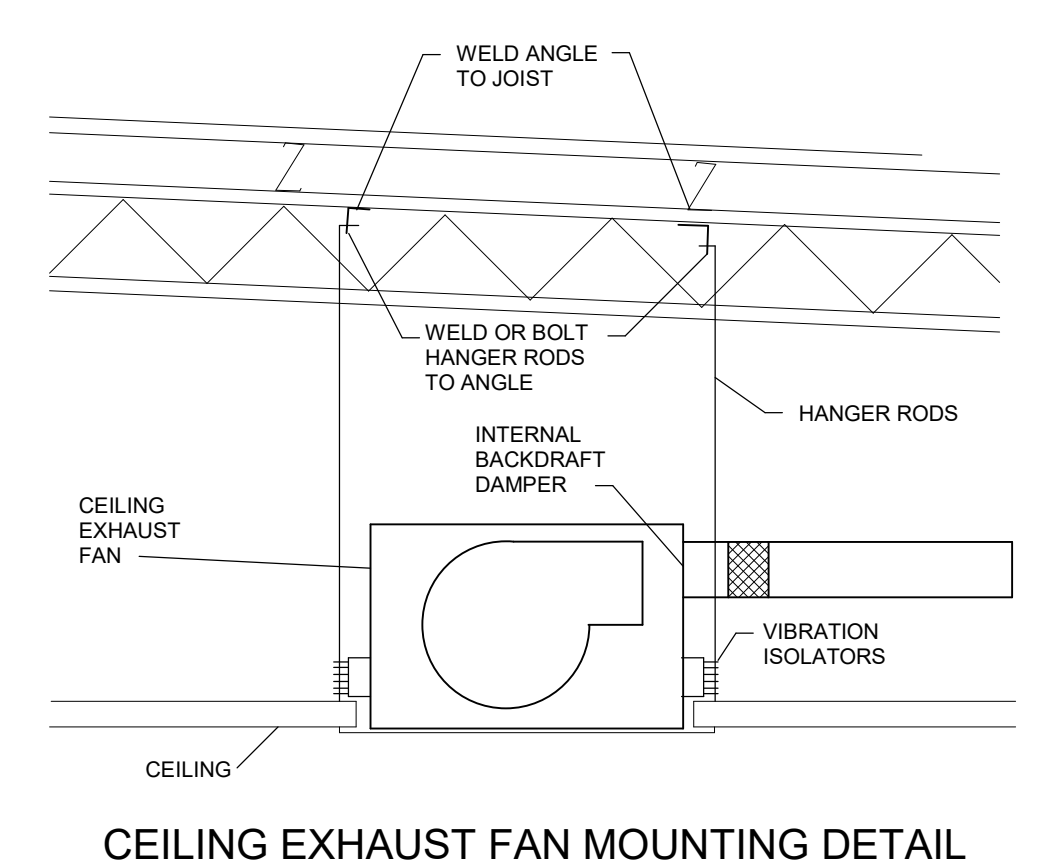 WELD ANGLE
TO JOIST
WELD OR BOLT
HANGER RODS
TO ANGLE
HANGER RODS
INTERNAL
BACKDRAFT
DAMPER
CEILING
EXHAUST
FAN
VIBRATION
ISOLATORS
CEILING
CEILING EXHAUST FAN MOUNTING DETAIL